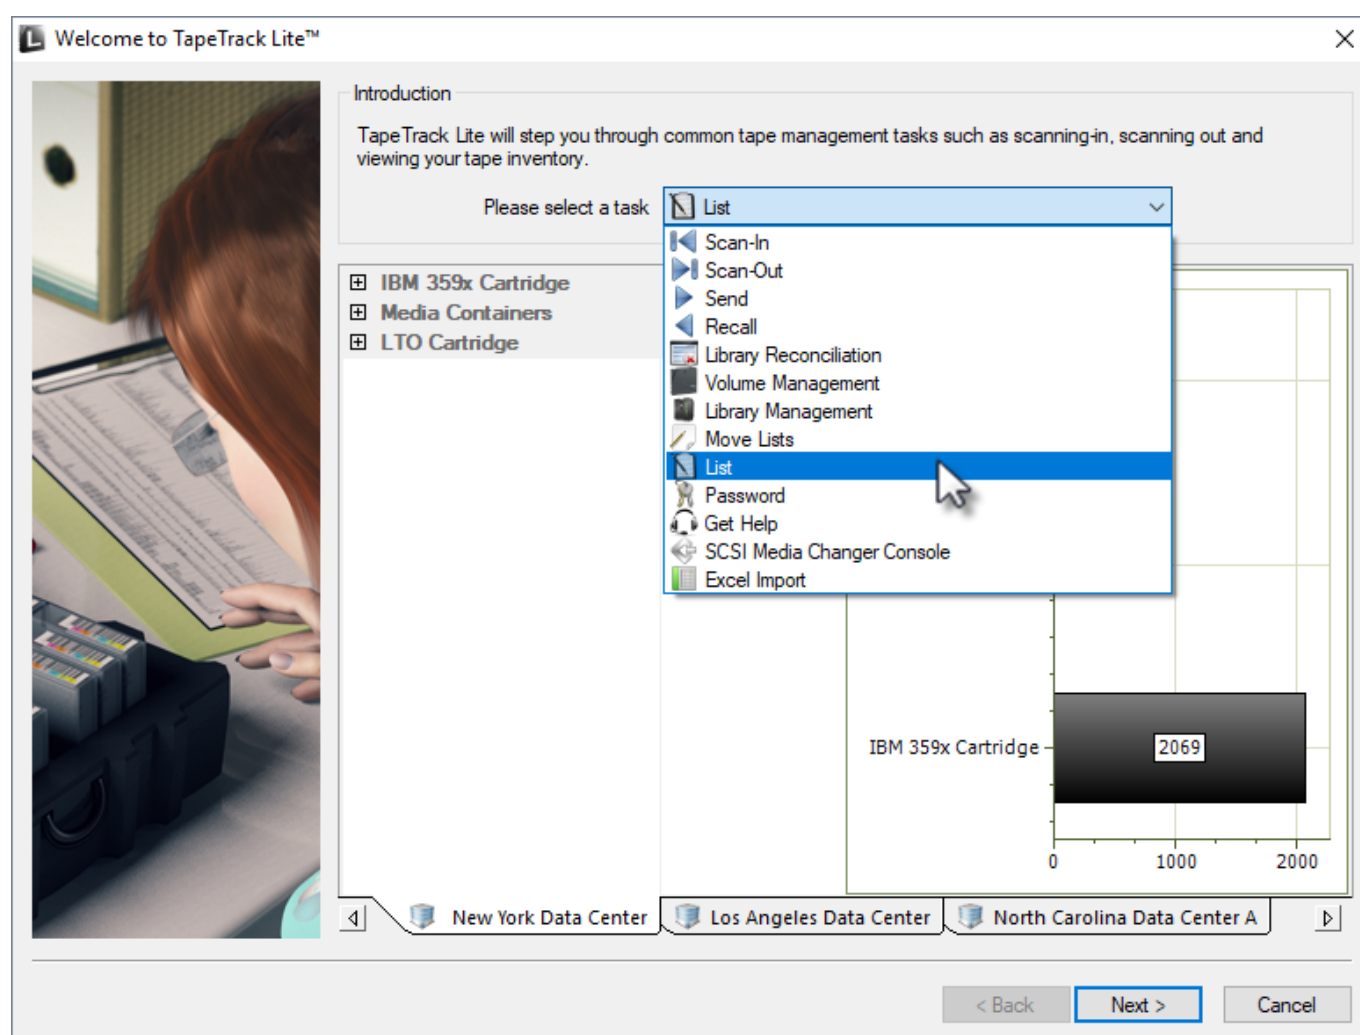 Welcome to TapeTrack Lite™
Introduction
TapeTrack Lite will step you through common tape management tasks such as scanning-in, scanning out and
viewing your tape inventory.
Please select a task
List
Scan-In
Scan-Out
Send
Recall
Library Reconciliation
Volume Management
Library Management
Move Lists
List
Password
Get Help
SCSI Media Changer Console
Excel Import
IBM 359x Cartridge
Media Containers
LTO Cartridge
IBM 359x Cartridge
2069
0 1000 2000
New York Data Center
Los Angeles Data Center
North Carolina Data Center A
< Back
Next >
Cancel